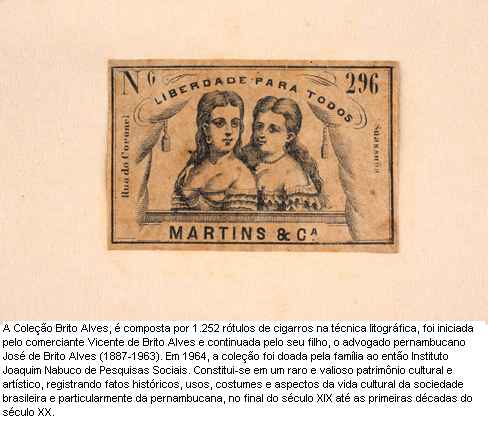 Nº 6 296
LIBERDADE PARA TODOS
Rua do Coronel
Suassuna
MARTINS & Cᴬ
A Coleção Brito Alves, é composta por 1.252 rótulos de cigarros na técnica litográfica, foi iniciada
pelo comerciante Vicente de Brito Alves e continuada pelo seu filho, o advogado pernambucano
José de Brito Alves (1887-1963). Em 1964, a coleção foi doada pela família ao então Instituto
Joaquim Nabuco de Pesquisas Sociais. Constitui-se em um raro e valioso patrimônio cultural e
artístico, registrando fatos históricos, usos, costumes e aspectos da vida cultural da sociedade
brasileira e particularmente da pernambucana, no final do século XIX até as primeiras décadas do
século XX.